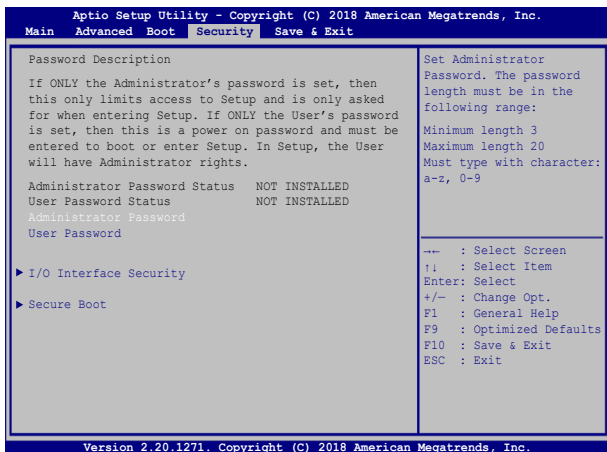 Aptio Setup Utility - Copyright (C) 2018 American Megatrends, Inc.
Main Advanced Boot Security Save & Exit
Password Description
If ONLY the Administrator's password is set, then
this only limits access to Setup and is only asked
for when entering Setup. If ONLY the User's password
is set, then this is a power on password and must be
entered to boot or enter Setup. In Setup, the User
will have Administrator rights.
Administrator Password Status NOT INSTALLED
User Password Status NOT INSTALLED
Administrator Password
User Password
▶ I/O Interface Security
▶ Secure Boot
Set Administrator
Password. The password
length must be in the
following range:
Minimum length 3
Maximum length 20
Must type with character:
a-z, 0-9
→← : Select Screen
↑↓ : Select Item
Enter: Select
+/— : Change Opt.
F1 : General Help
F9 : Optimized Defaults
F10 : Save & Exit
ESC : Exit
Version 2.20.1271. Copyright (C) 2018 American Megatrends, Inc.